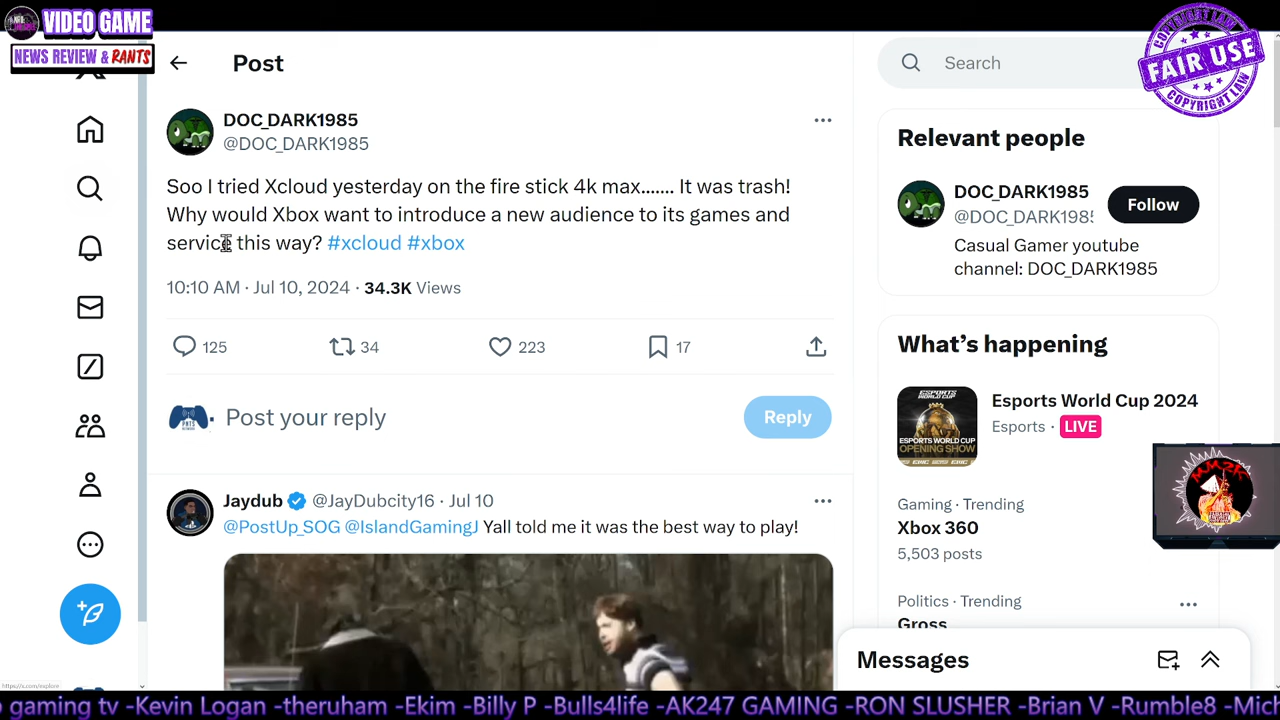 VIDEO GAME
NEWS REVIEW & RANTS
Post
Search
COPYRIGHT LAW
FAIR USE
COPYRIGHT LAW
DOC_DARK1985
@DOC_DARK1985
Soo I tried Xcloud yesterday on the fire stick 4k max....... It was trash!
Why would Xbox want to introduce a new audience to its games and
service this way? #xcloud #xbox
10:10 AM · Jul 10, 2024 · 34.3K Views
125
34
223
17
Post your reply
Reply
Jaydub @JayDubcity16 · Jul 10
@PostUp_SOG @IslandGamingJ Yall told me it was the best way to play!
Relevant people
DOC_DARK1985
@DOC_DARK198
Follow
Casual Gamer youtube
channel: DOC_DARK1985
What's happening
ESPORTS
WORLD CUP
ESPORTS WORLD CUP
OPENING SHOW
Esports World Cup 2024
Esports · LIVE
Gaming · Trending
Xbox 360
5,503 posts
MM2K
Politics · Trending
Gross
Messages
https://x.com/explore
o gaming tv -Kevin Logan -theruham -Ekim -Billy P -Bulls4life -AK247 GAMING -RON SLUSHER -Brian V -Rumble8 -Mich